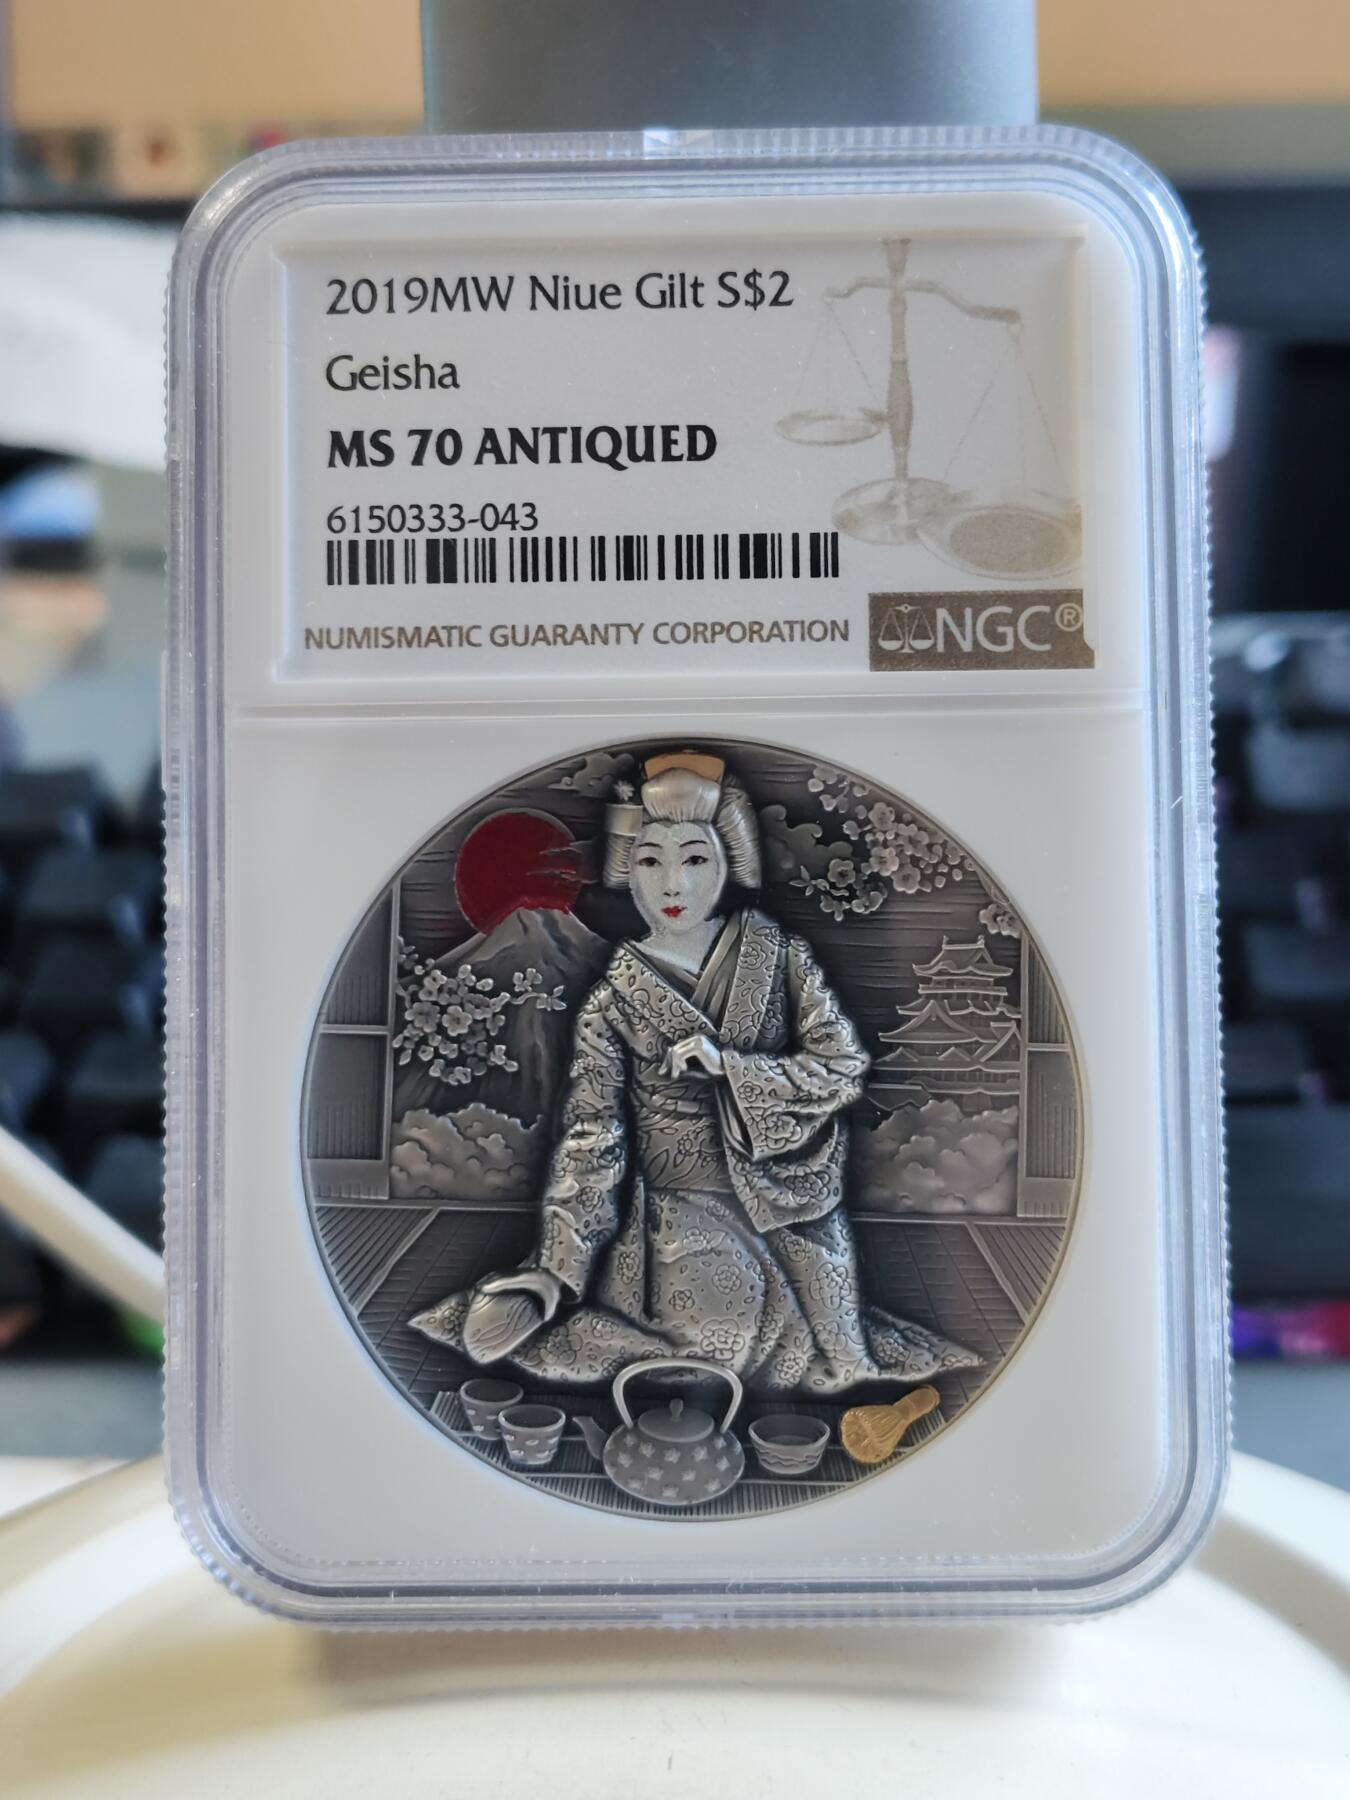 2019MW Niue Gilt S$2
Geisha
MS 70 ANTIQUED
6150333-043
NUMISMATIC GUARANTY CORPORATION
NGC®